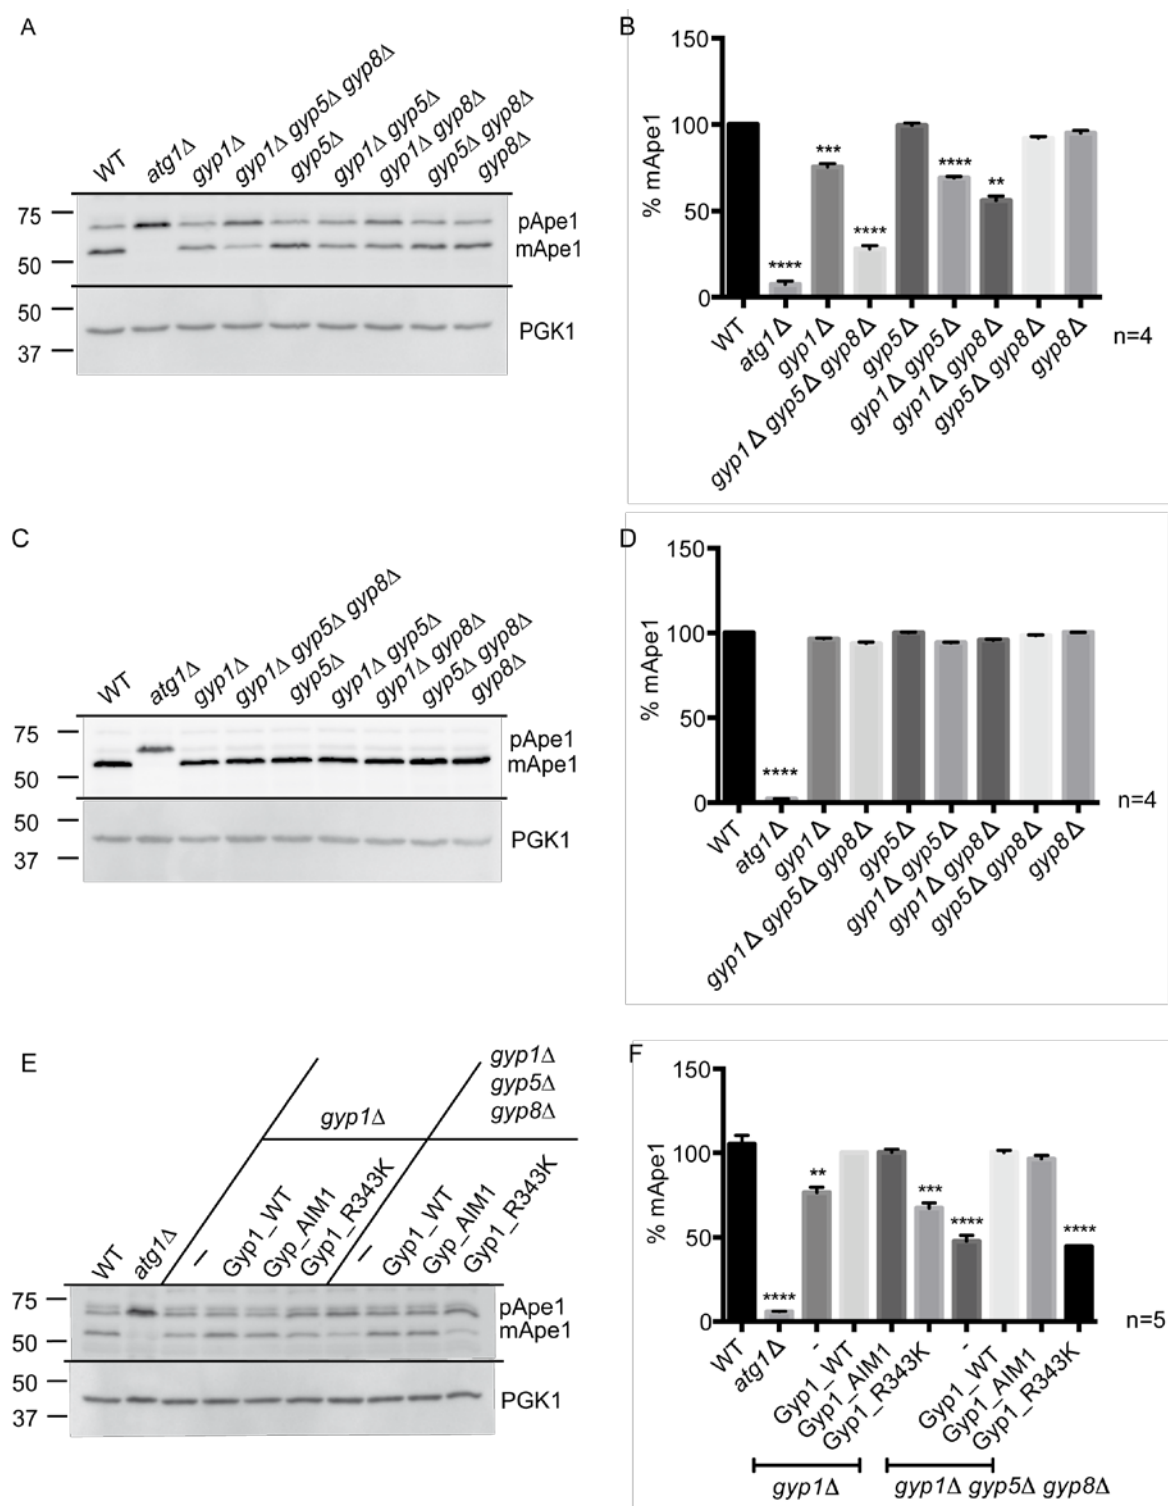 A
WT
atg1Δ
gyp1Δ
gyp1Δ gyp5Δ gyp8Δ
gyp5Δ
gyp1Δ gyp5Δ
gyp1Δ gyp8Δ
gyp5Δ gyp8Δ
gyp8Δ
75
50
50
37
pApe1
mApe1
PGK1
B
% mApe1
150
100
50
0
****
***
****
****
**
WT
atg1Δ
gyp1Δ
gyp1Δ gyp5Δ gyp8Δ
gyp5Δ
gyp1Δ gyp5Δ
gyp1Δ gyp8Δ
gyp5Δ gyp8Δ
gyp8Δ
n=4
C
WT
atg1Δ
gyp1Δ
gyp1Δ gyp5Δ gyp8Δ
gyp5Δ
gyp1Δ gyp5Δ
gyp1Δ gyp8Δ
gyp5Δ gyp8Δ
gyp8Δ
75
50
50
37
pApe1
mApe1
PGK1
D
% mApe1
150
100
50
0
****
WT
atg1Δ
gyp1Δ
gyp1Δ gyp5Δ gyp8Δ
gyp5Δ
gyp1Δ gyp5Δ
gyp1Δ gyp8Δ
gyp5Δ gyp8Δ
gyp8Δ
n=4
E
gyp1Δ
gyp1Δ
gyp5Δ
gyp8Δ
WT
atg1Δ
–
Gyp1_WT
Gyp_AIM1
Gyp1_R343K
–
Gyp1_WT
Gyp_AIM1
Gyp1_R343K
75
50
50
37
pApe1
mApe1
PGK1
F
% mApe1
150
100
50
0
****
**
***
****
****
WT
atg1Δ
-
Gyp1_WT
Gyp1_AIM1
Gyp1_R343K
-
Gyp1_WT
Gyp1_AIM1
Gyp1_R343K
n=5
gyp1Δ
gyp1Δ gyp5Δ gyp8Δ